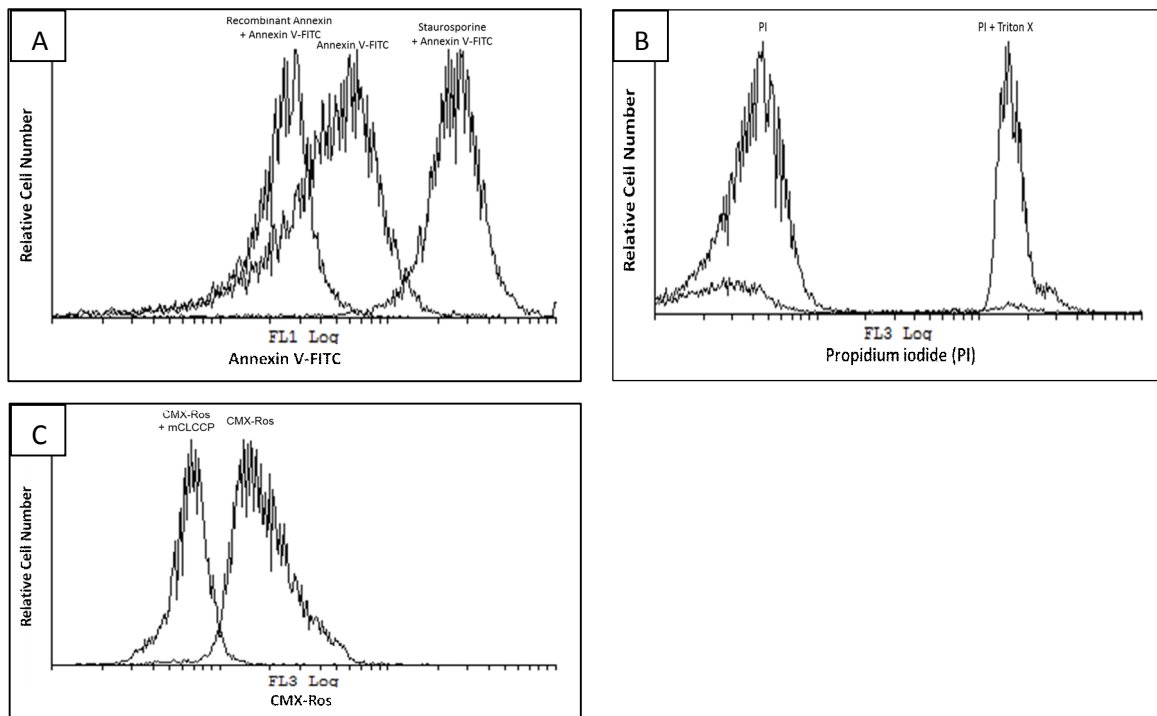 A
Recombinant Annexin
+ Annexin V-FITC
Annexin V-FITC
Staurosporine
+ Annexin V-FITC
Relative Cell Number
FL1 Log
Annexin V-FITC
B
PI
PI + Triton X
Relative Cell Number
FL3 Log
Propidium iodide (PI)
C
CMX-Ros
+ mCLCCP
CMX-Ros
Relative Cell Number
FL3 Log
CMX-Ros